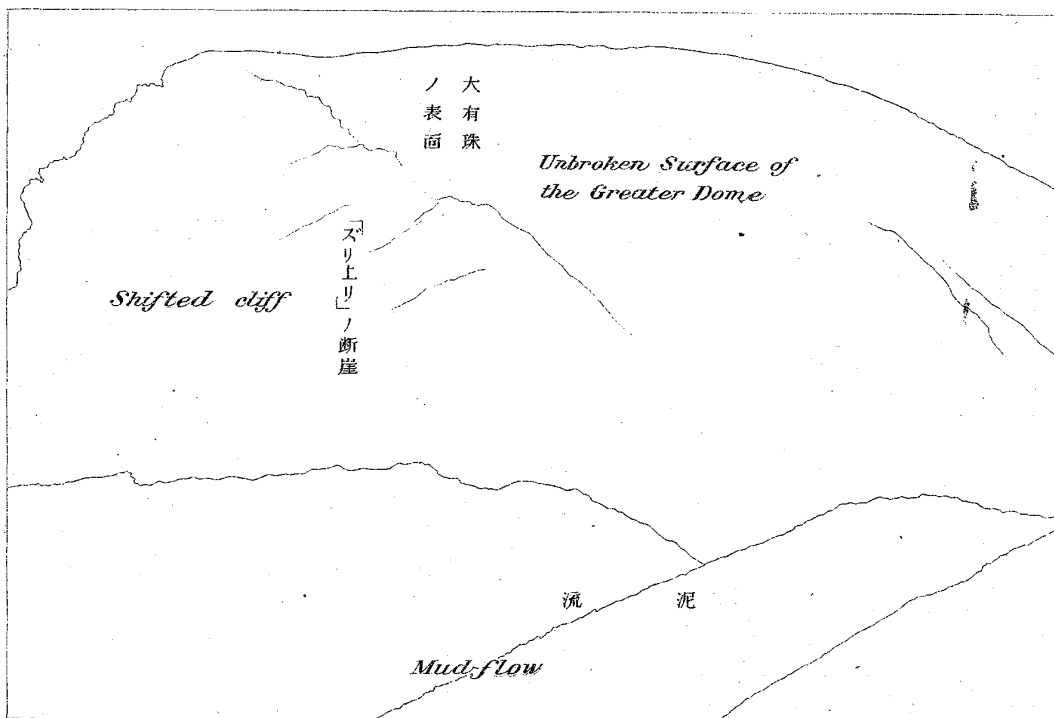 大有珠
ノ表面
Unbroken Surface of
the Greater Dome
「ズリ上リ」ノ断崖
Shifted cliff
泥流
Mud-flow